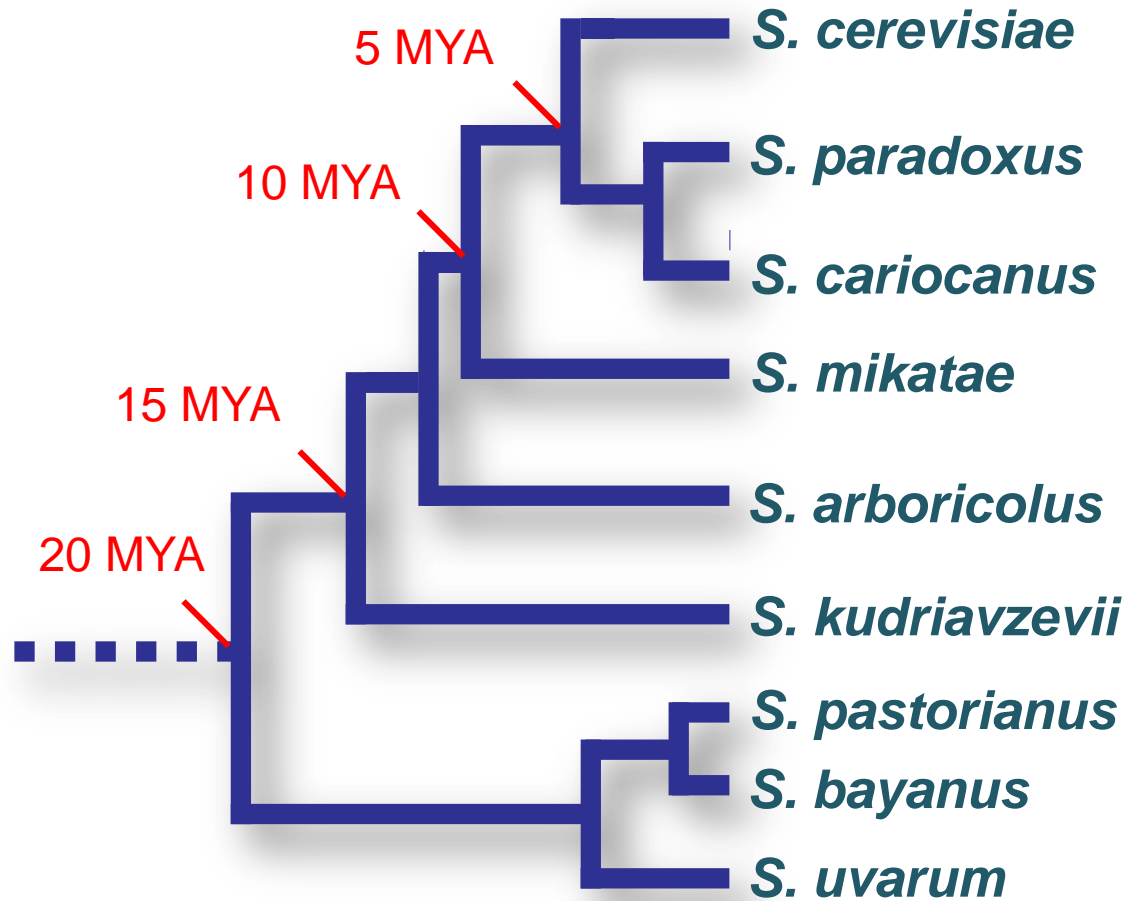 S. cerevisiae
5 MYA
S. paradoxus
10 MYA
S. cariocanus
S. mikatae
15 MYA
S. arboricolus
20 MYA
S. kudriavzevii
S. pastorianus
S. bayanus
S. uvarum